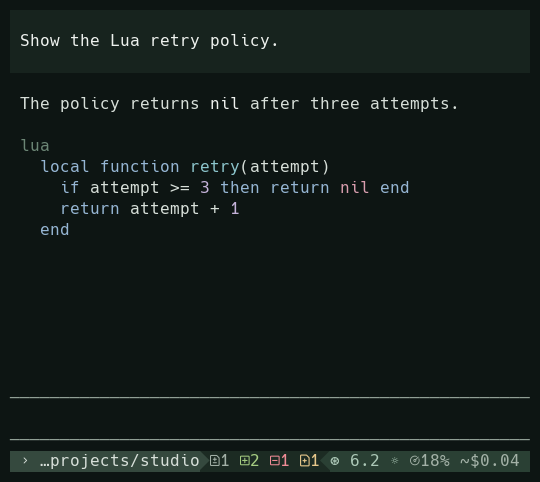 Show the Lua retry policy.
The policy returns nil after three attempts.
lua
local function retry(attempt)
if attempt >= 3 then return nil end
return attempt + 1
end
› …projects/studio 1 2 1 1 6.2 18% ~$0.04